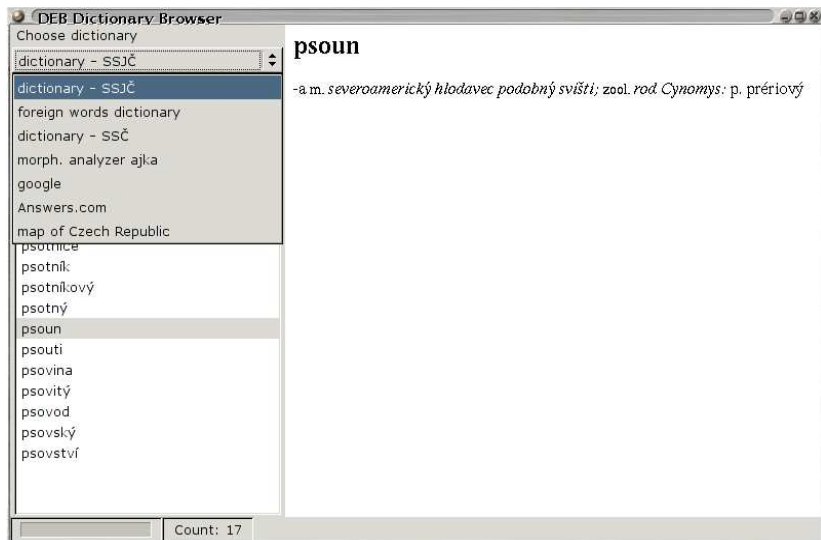 DEB Dictionary Browser
Choose dictionary
dictionary - SSJČ
dictionary - SSJČ
foreign words dictionary
dictionary - SSČ
morph. analyzer ajka
google
Answers.com
map of Czech Republic
psotnice
psotník
psotníkový
psotný
psoun
psouti
psovina
psovitý
psovod
psovský
psovství
Count: 17
psoun
-a m. severoamerický hlodavec podobný svišti; zool. rod Cynomys: p. prériový